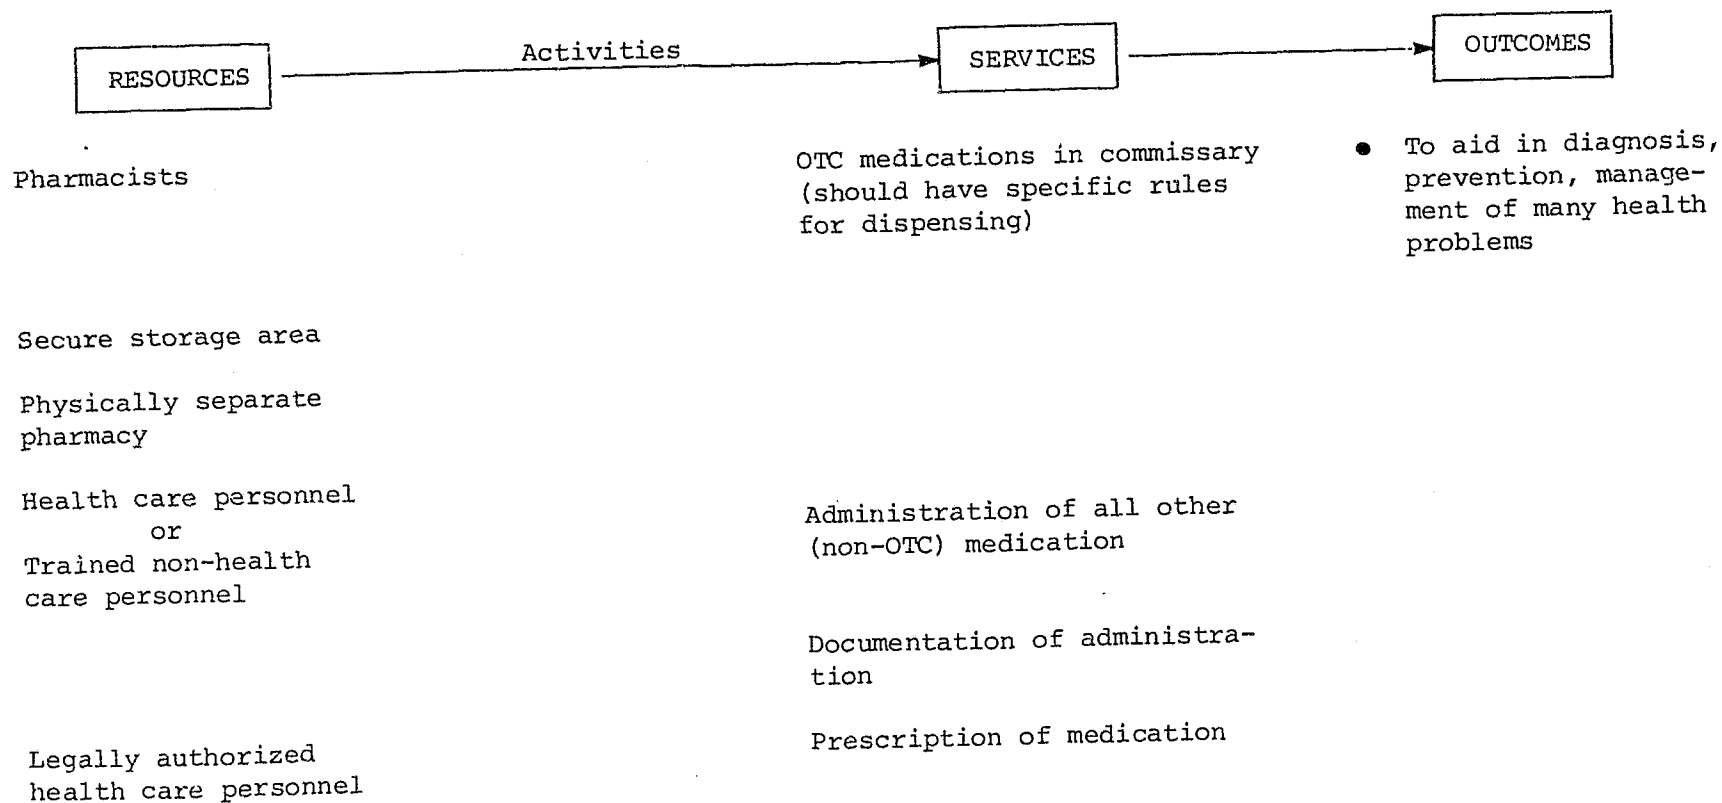 RESOURCES
Activities
SERVICES
OUTCOMES
Pharmacists
OTC medications in commissary
(should have specific rules
for dispensing)
● To aid in diagnosis,
prevention, manage-
ment of many health
problems
Secure storage area
Physically separate
pharmacy
Health care personnel
or
Trained non-health
care personnel
Administration of all other
(non-OTC) medication
Documentation of administra-
tion
Prescription of medication
Legally authorized
health care personnel